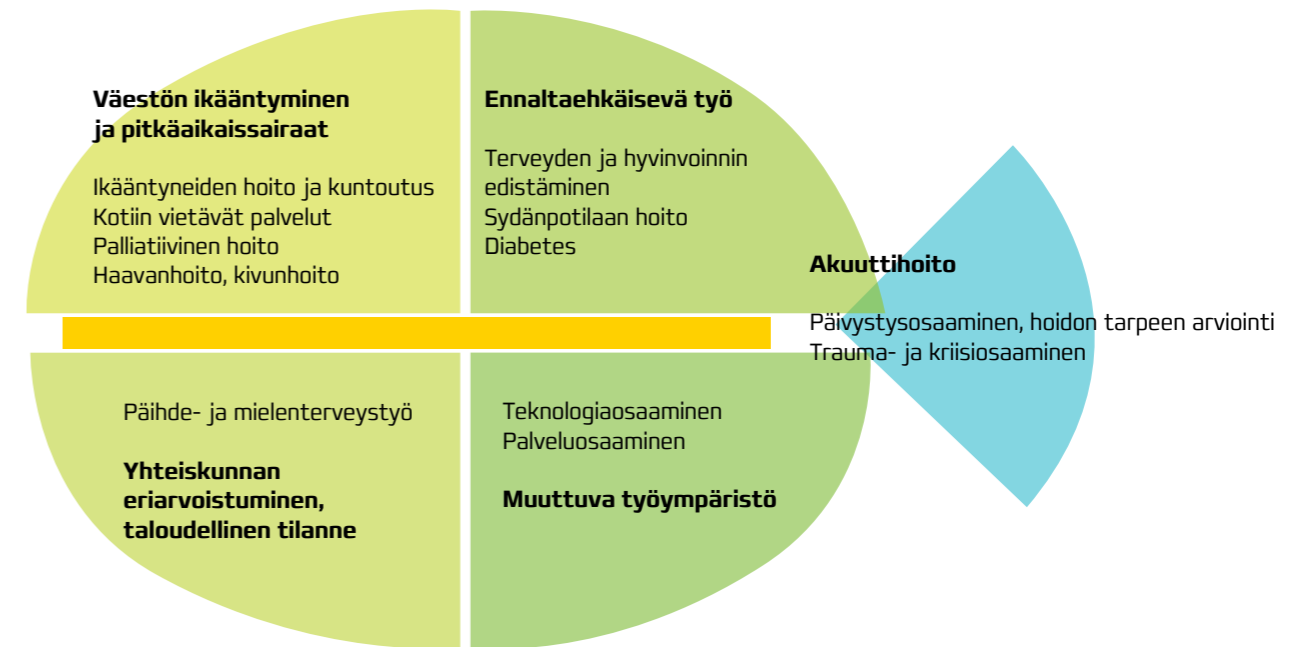 Väestön ikääntyminen
ja pitkäaikaissairaat
Ikääntyneiden hoito ja kuntoutus
Kotiin vietävät palvelut
Palliatiivinen hoito
Haavanhoito, kivunhoito
Ennaltaehkäisevä työ
Terveyden ja hyvinvoinnin
edistäminen
Sydänpotilaan hoito
Diabetes
Akuuttihoito
Päivystysosaaminen, hoidon tarpeen arviointi
Trauma- ja kriisiosaaminen
Päihde- ja mielenterveystyö
Yhteiskunnan
eriarvoistuminen,
taloudellinen tilanne
Teknologiaosaaminen
Palveluosaaminen
Muuttuva työympäristö